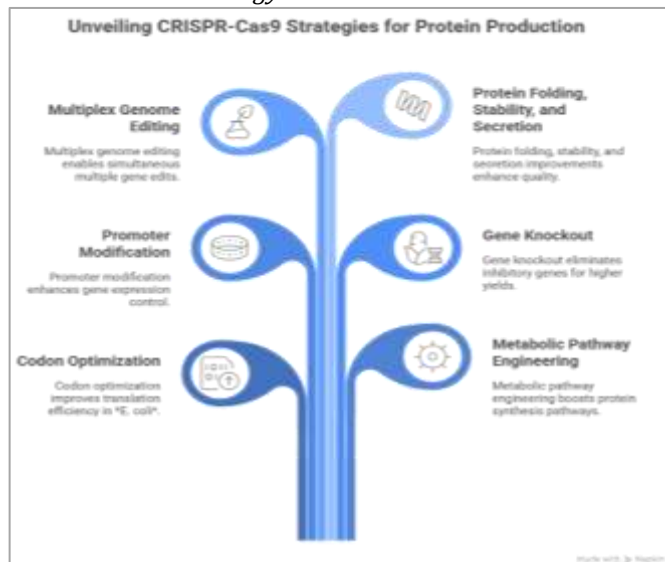 Unveiling CRISPR-Cas9 Strategies for Protein Production
Multiplex Genome
Editing
Multiplex genome editing
enables simultaneous
multiple gene edits.
Protein Folding,
Stability, and
Secretion
Protein folding, stability, and
secretion improvements
enhance quality.
Promoter
Modification
Promoter modification
enhances gene expression
control.
Gene Knockout
Gene knockout eliminates
inhibitory genes for higher
yields.
Codon Optimization
Codon optimization
improves translation
efficiency in *E. coli*.
Metabolic Pathway
Engineering
Metabolic pathway
engineering boosts protein
synthesis pathways.